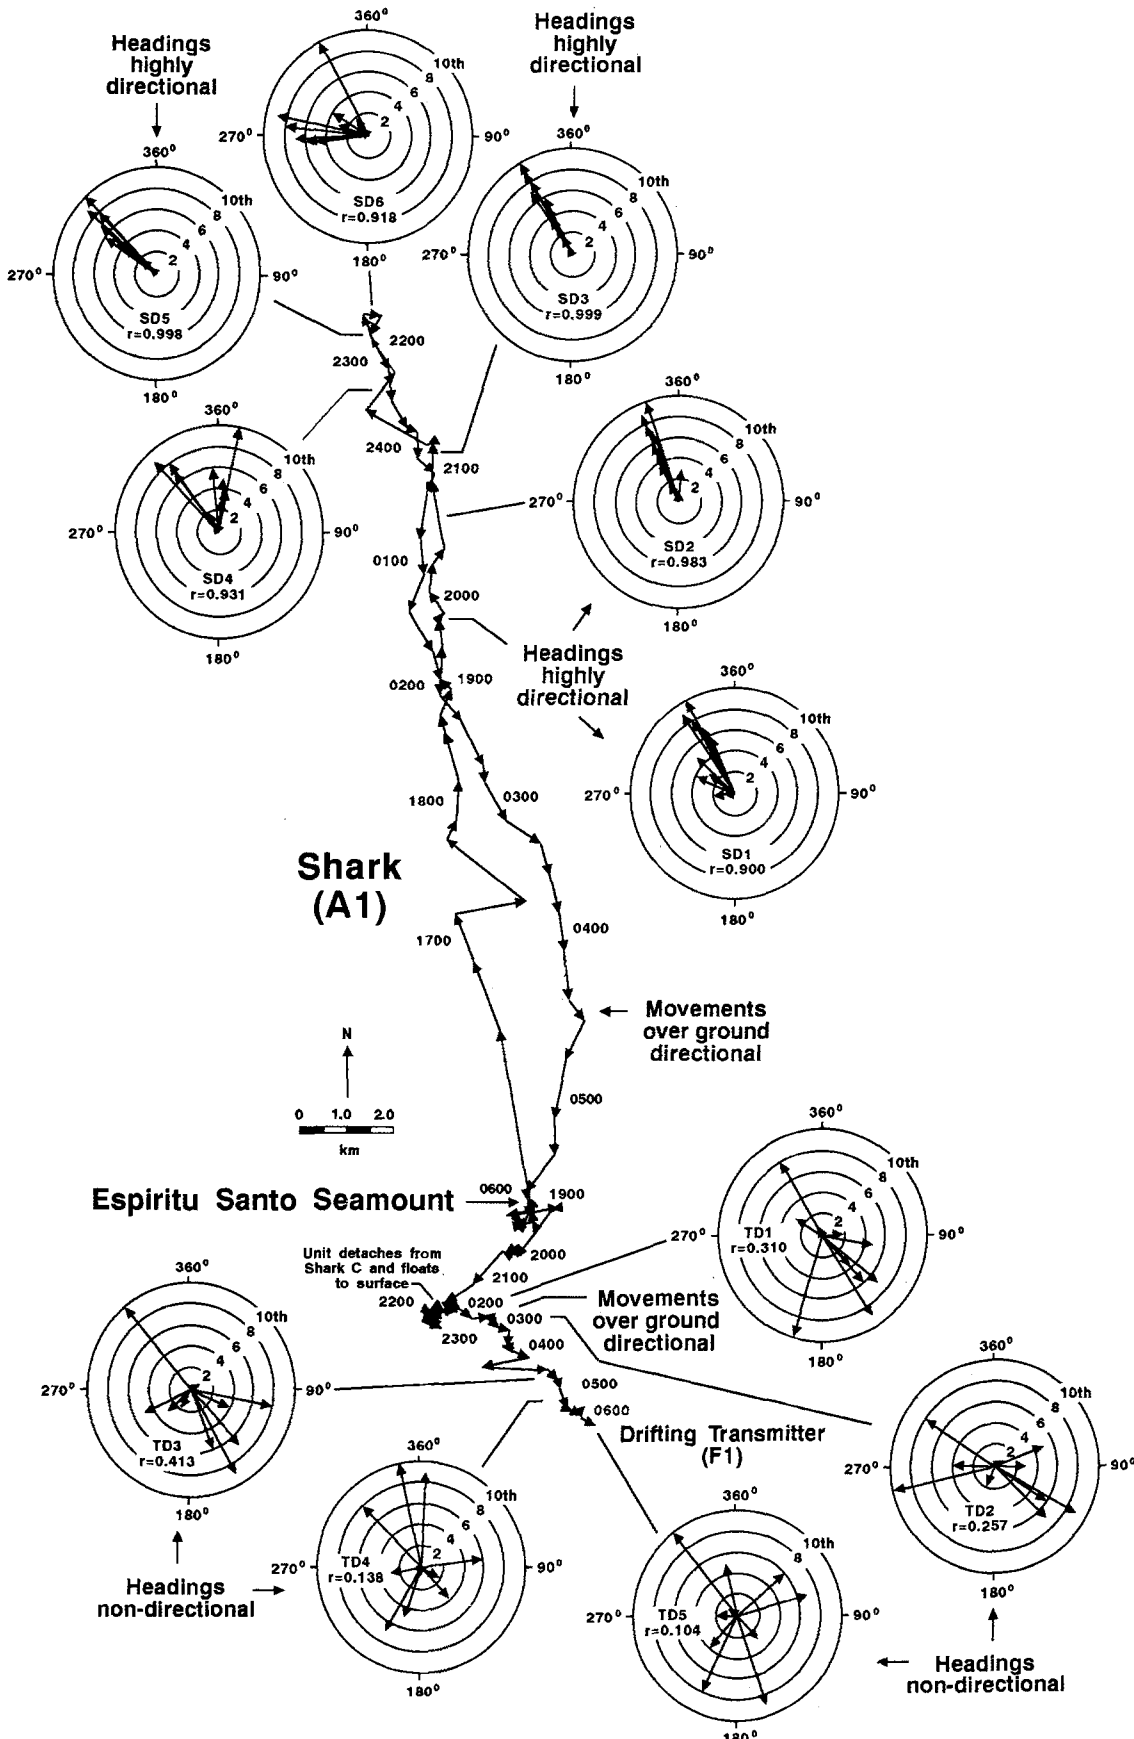 Headings
highly
directional
360°
10th
8
6
4
2
270°
90°
SD6
r=0.918
180°
Headings
highly
directional
360°
10th
8
6
4
2
270°
90°
SD5
r=0.998
180°
360°
10th
8
6
4
2
270°
90°
SD3
r=0.999
180°
2200
2300
2400
2100
360°
10th
8
6
4
2
270°
90°
SD4
r=0.931
180°
360°
10th
8
6
4
2
270°
90°
SD2
r=0.983
180°
0100
2000
Headings
highly
directional
0200
1900
360°
10th
8
6
4
2
270°
90°
SD1
r=0.900
180°
1800
0300
Shark
(A1)
1700
0400
Movements
over ground
directional
N
0 1.0 2.0
km
0500
Espiritu Santo Seamount
0600
1900
2000
Unit detaches from
Shark C and floats
to surface
2100
2200
0200
2300
0300
0400
Movements
over ground
directional
0500
0600
Drifting Transmitter
(F1)
360°
10th
8
6
4
2
270°
90°
TD1
r=0.310
180°
360°
10th
8
6
4
2
270°
90°
TD3
r=0.413
180°
360°
10th
8
6
4
2
270°
90°
TD2
r=0.257
180°
360°
10th
8
6
4
2
270°
90°
TD4
r=0.138
180°
360°
10th
8
270°
90°
TD5
r=0.104
180°
Headings
non-directional
Headings
non-directional